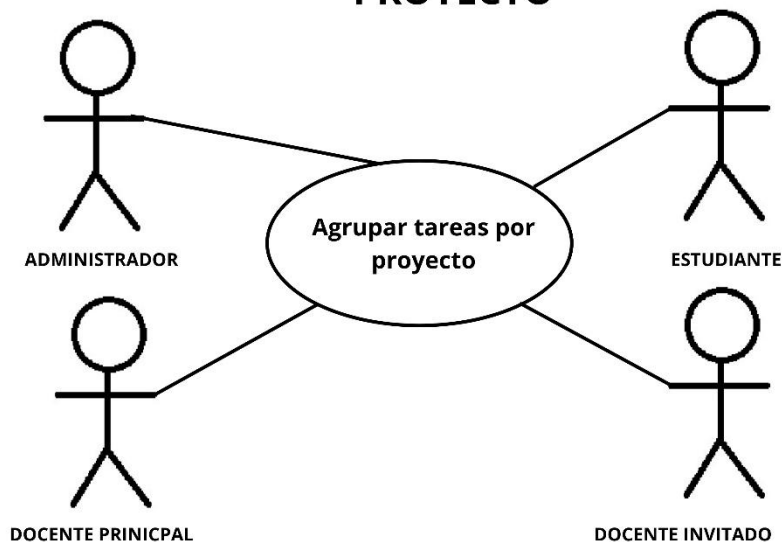 PROYECTO
Agrupar tareas por
proyecto
ADMINISTRADOR
ESTUDIANTE
DOCENTE PRINICPAL
DOCENTE INVITADO